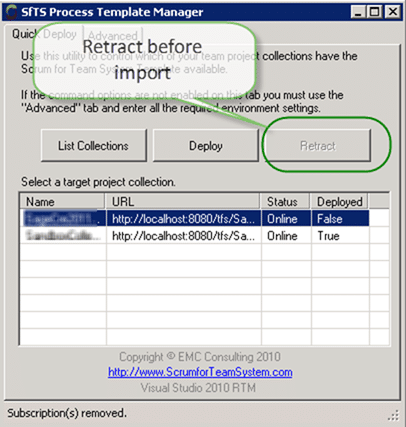 SfTS Process Template Manager
Quick Deploy Advanced
Retract before
import
Use this utility to control which of your team project collections have the
Scrum for Team System Template available.
If the command options are not enabled on this tab you must use the
"Advanced" tab and enter all the required environment settings.
List Collections Deploy Retract
Select a target project collection.
Name URL Status Deployed
http://localhost:8080/tfs/Sa... Online False
http://localhost:8080/tfs/Sa... Online True
Copyright © EMC Consulting 2010
http://www.ScrumforTeamSystem.com
Visual Studio 2010 RTM
Subscription(s) removed.